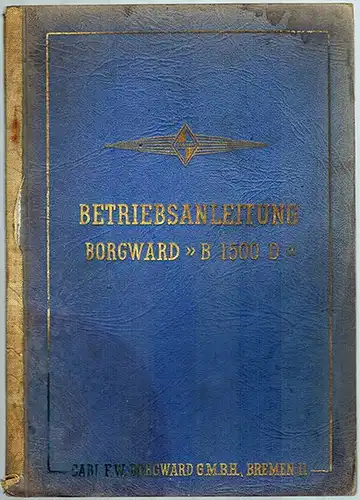 BETRIEBSANLEITUNG
BORGWARD » B 1500 D «
CARL F.W. BORGWARD G.M.B.H., BREMEN 11